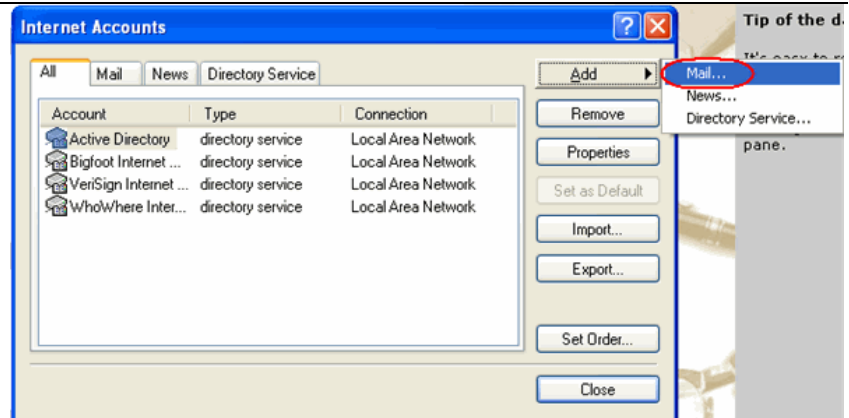 Internet Accounts
Tip of the d
All Mail News Directory Service
Add
Mail...
Account Type Connection
Remove
News...
Directory Service...
Active Directory directory service Local Area Network
Bigfoot Internet ... directory service Local Area Network
Properties
pane.
VeriSign Internet ... directory service Local Area Network
Set as Default
WhoWhere Inter... directory service Local Area Network
Import...
Export...
Set Order...
Close